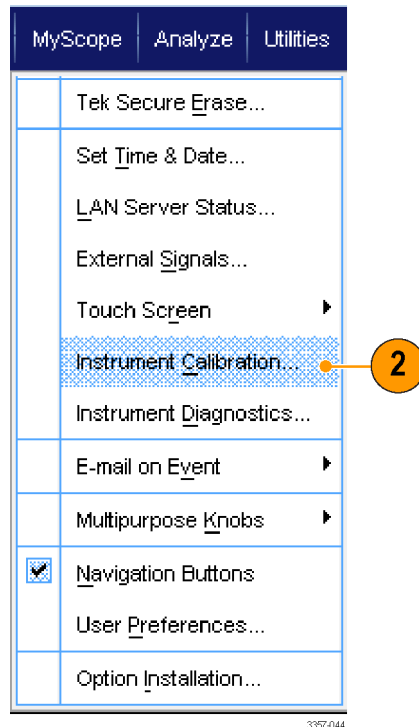 MyScope Analyze Utilities
Tek Secure Erase...
Set Time & Date...
LAN Server Status...
External Signals...
Touch Screen
Instrument Calibration...
2
Instrument Diagnostics...
E-mail on Event
Multipurpose Knobs
Navigation Buttons
User Preferences...
Option Installation...
3357-044